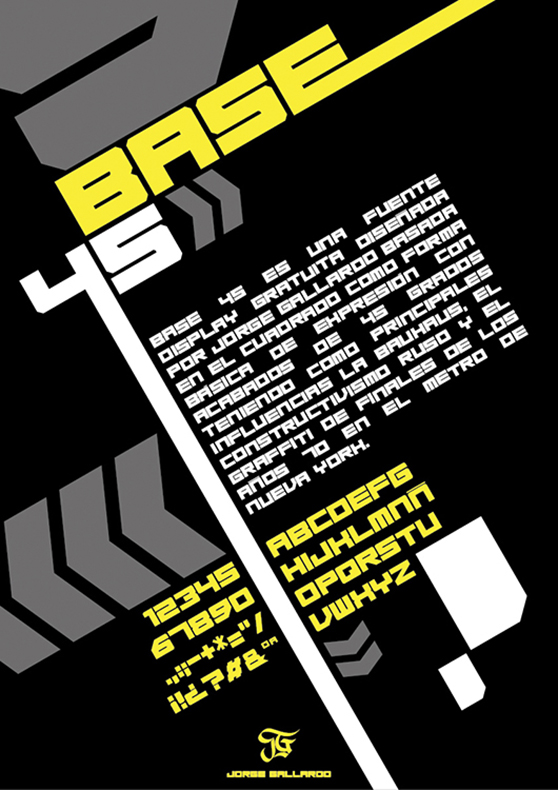 BASE
45
BASE 45 ES UNA FUENTE
DISPLAY GRATUITA DISEÑADA
POR JORGE GALLARDO BASADA
EN EL CUADRADO COMO FORMA
BASICA DE EXPRESIÓN CON
ACABADOS DE 45 GRADOS
TENIENDO COMO PRINCIPALES
INFLUENCIAS LA BAUHAUS, EL
CONSTRUCTIVISMO RUSO Y EL
GRAFFITI DE FINALES DE LOS
AÑOS 70 EN EL METRO DE
NUEVA YORK.
ABCDEFG
HIJKLMNÑ
OPQRSTU
VWXYZ
12345
67890
.,:;-+*="/
¡!¿?#&ºª
JG
JORGE GALLARDO